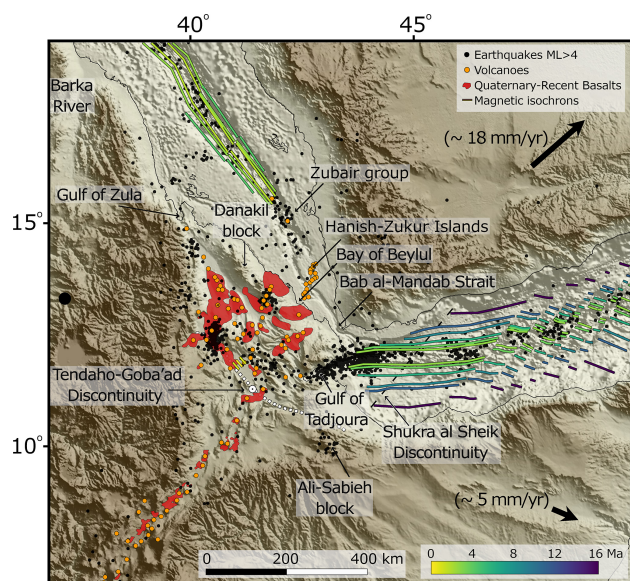 40° 45°
Earthquakes ML>4
Volcanoes
Quaternary-Recent Basalts
Magnetic isochrons
Barka
River
(~ 18 mm/yr)
Zubair group
Gulf of Zula
Danakil
block
15°
Hanish-Zukur Islands
Bay of Beylul
Bab al-Mandab Strait
Tendaho-Goba'ad
Discontinuity
Gulf of
Tadjoura
Shukra al Sheik
Discontinuity
10°
Ali-Sabieh
block
(~ 5 mm/yr)
0 200 400 km
0 4 8 12 16 Ma